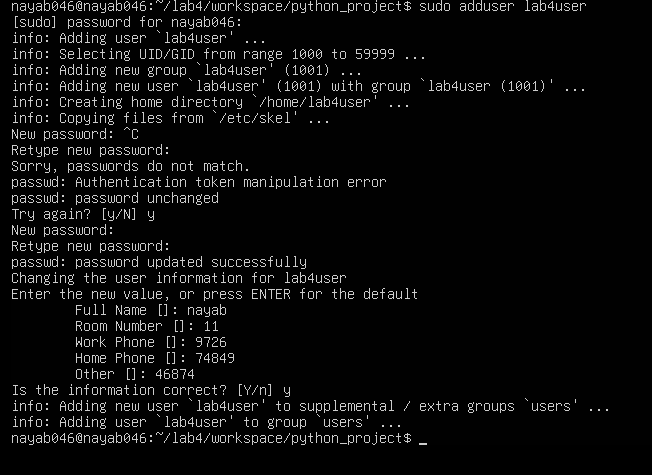 nayab046@nayab046:~/lab4/workspace/python_project$ sudo adduser lab4user
[sudo] password for nayab046:
info: Adding user `lab4user' ...
info: Selecting UID/GID from range 1000 to 59999 ...
info: Adding new group `lab4user' (1001) ...
info: Adding new user `lab4user' (1001) with group `lab4user (1001)' ...
info: Creating home directory `/home/lab4user' ...
info: Copying files from `/etc/skel' ...
New password: ^C
Retype new password:
Sorry, passwords do not match.
passwd: Authentication token manipulation error
passwd: password unchanged
Try again? [y/N] y
New password:
Retype new password:
passwd: password updated successfully
Changing the user information for lab4user
Enter the new value, or press ENTER for the default
        Full Name []: nayab
        Room Number []: 11
        Work Phone []: 9726
        Home Phone []: 74849
        Other []: 46874
Is the information correct? [Y/n] y
info: Adding new user `lab4user' to supplemental / extra groups `users' ...
info: Adding user `lab4user' to group `users' ...
nayab046@nayab046:~/lab4/workspace/python_project$ _